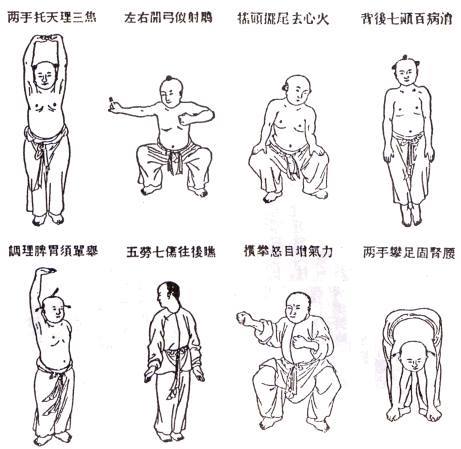 两手托天理三焦
左右開弓似射鵰
搖頭擺尾去心火
背後七顛百病消
調理脾胃須單舉
五勞七傷往後瞧
攢拳怒目增氣力
两手攀足固腎腰